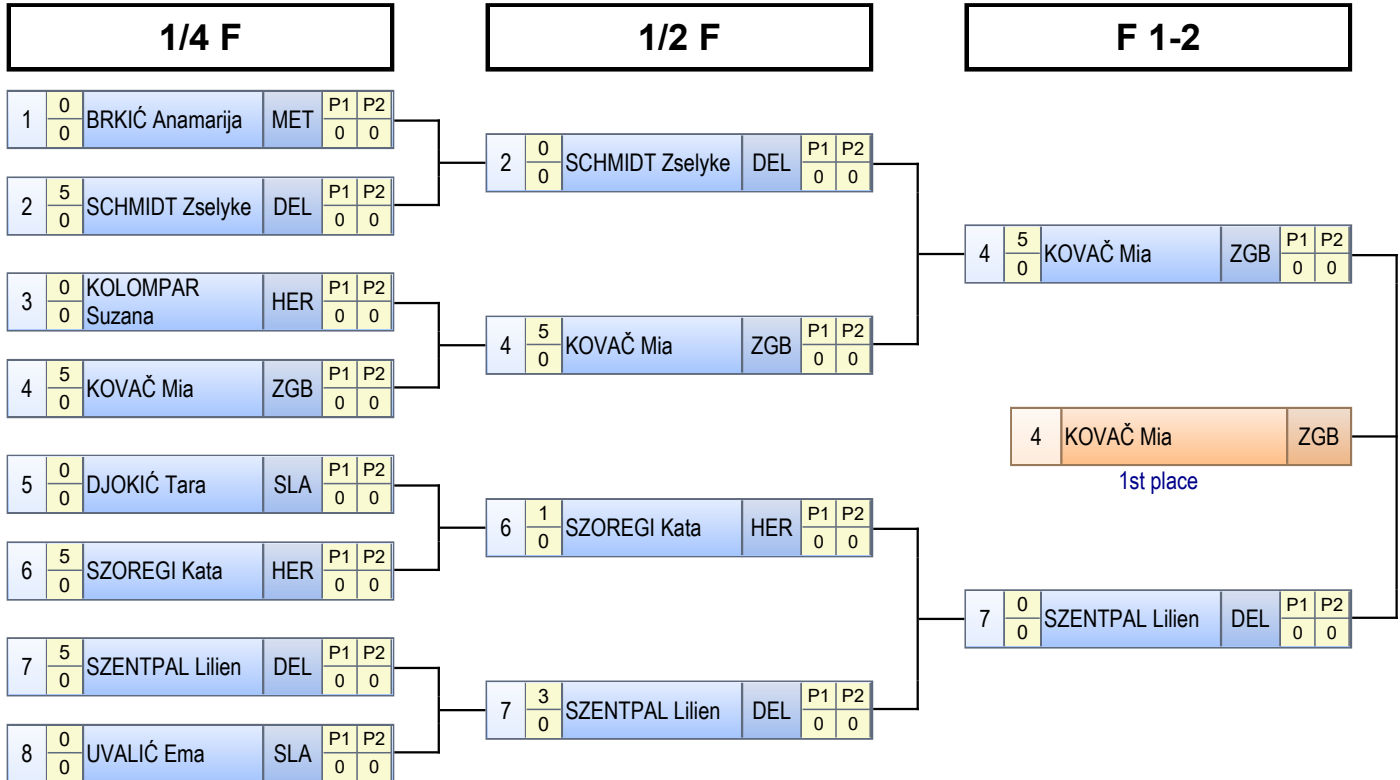 1/4 F
1/2 F
F 1-2
1 0 BRKIĆ Anamarija MET P1 P2
0 0 0
2 5 SCHMIDT Zselyke DEL P1 P2
0 0 0
3 0 KOLOMPAR HER P1 P2
0 Suzana 0 0
4 5 KOVAČ Mia ZGB P1 P2
0 0 0
5 0 DJOKIĆ Tara SLA P1 P2
0 0 0
6 5 SZOREGI Kata HER P1 P2
0 0 0
7 5 SZENTPAL Lilien DEL P1 P2
0 0 0
8 0 UVALIĆ Ema SLA P1 P2
0 0 0
2 0 SCHMIDT Zselyke DEL P1 P2
0 0 0
4 5 KOVAČ Mia ZGB P1 P2
0 0 0
6 1 SZOREGI Kata HER P1 P2
0 0 0
7 3 SZENTPAL Lilien DEL P1 P2
0 0 0
4 5 KOVAČ Mia ZGB P1 P2
0 0 0
4 KOVAČ Mia ZGB
1st place
7 0 SZENTPAL Lilien DEL P1 P2
0 0 0